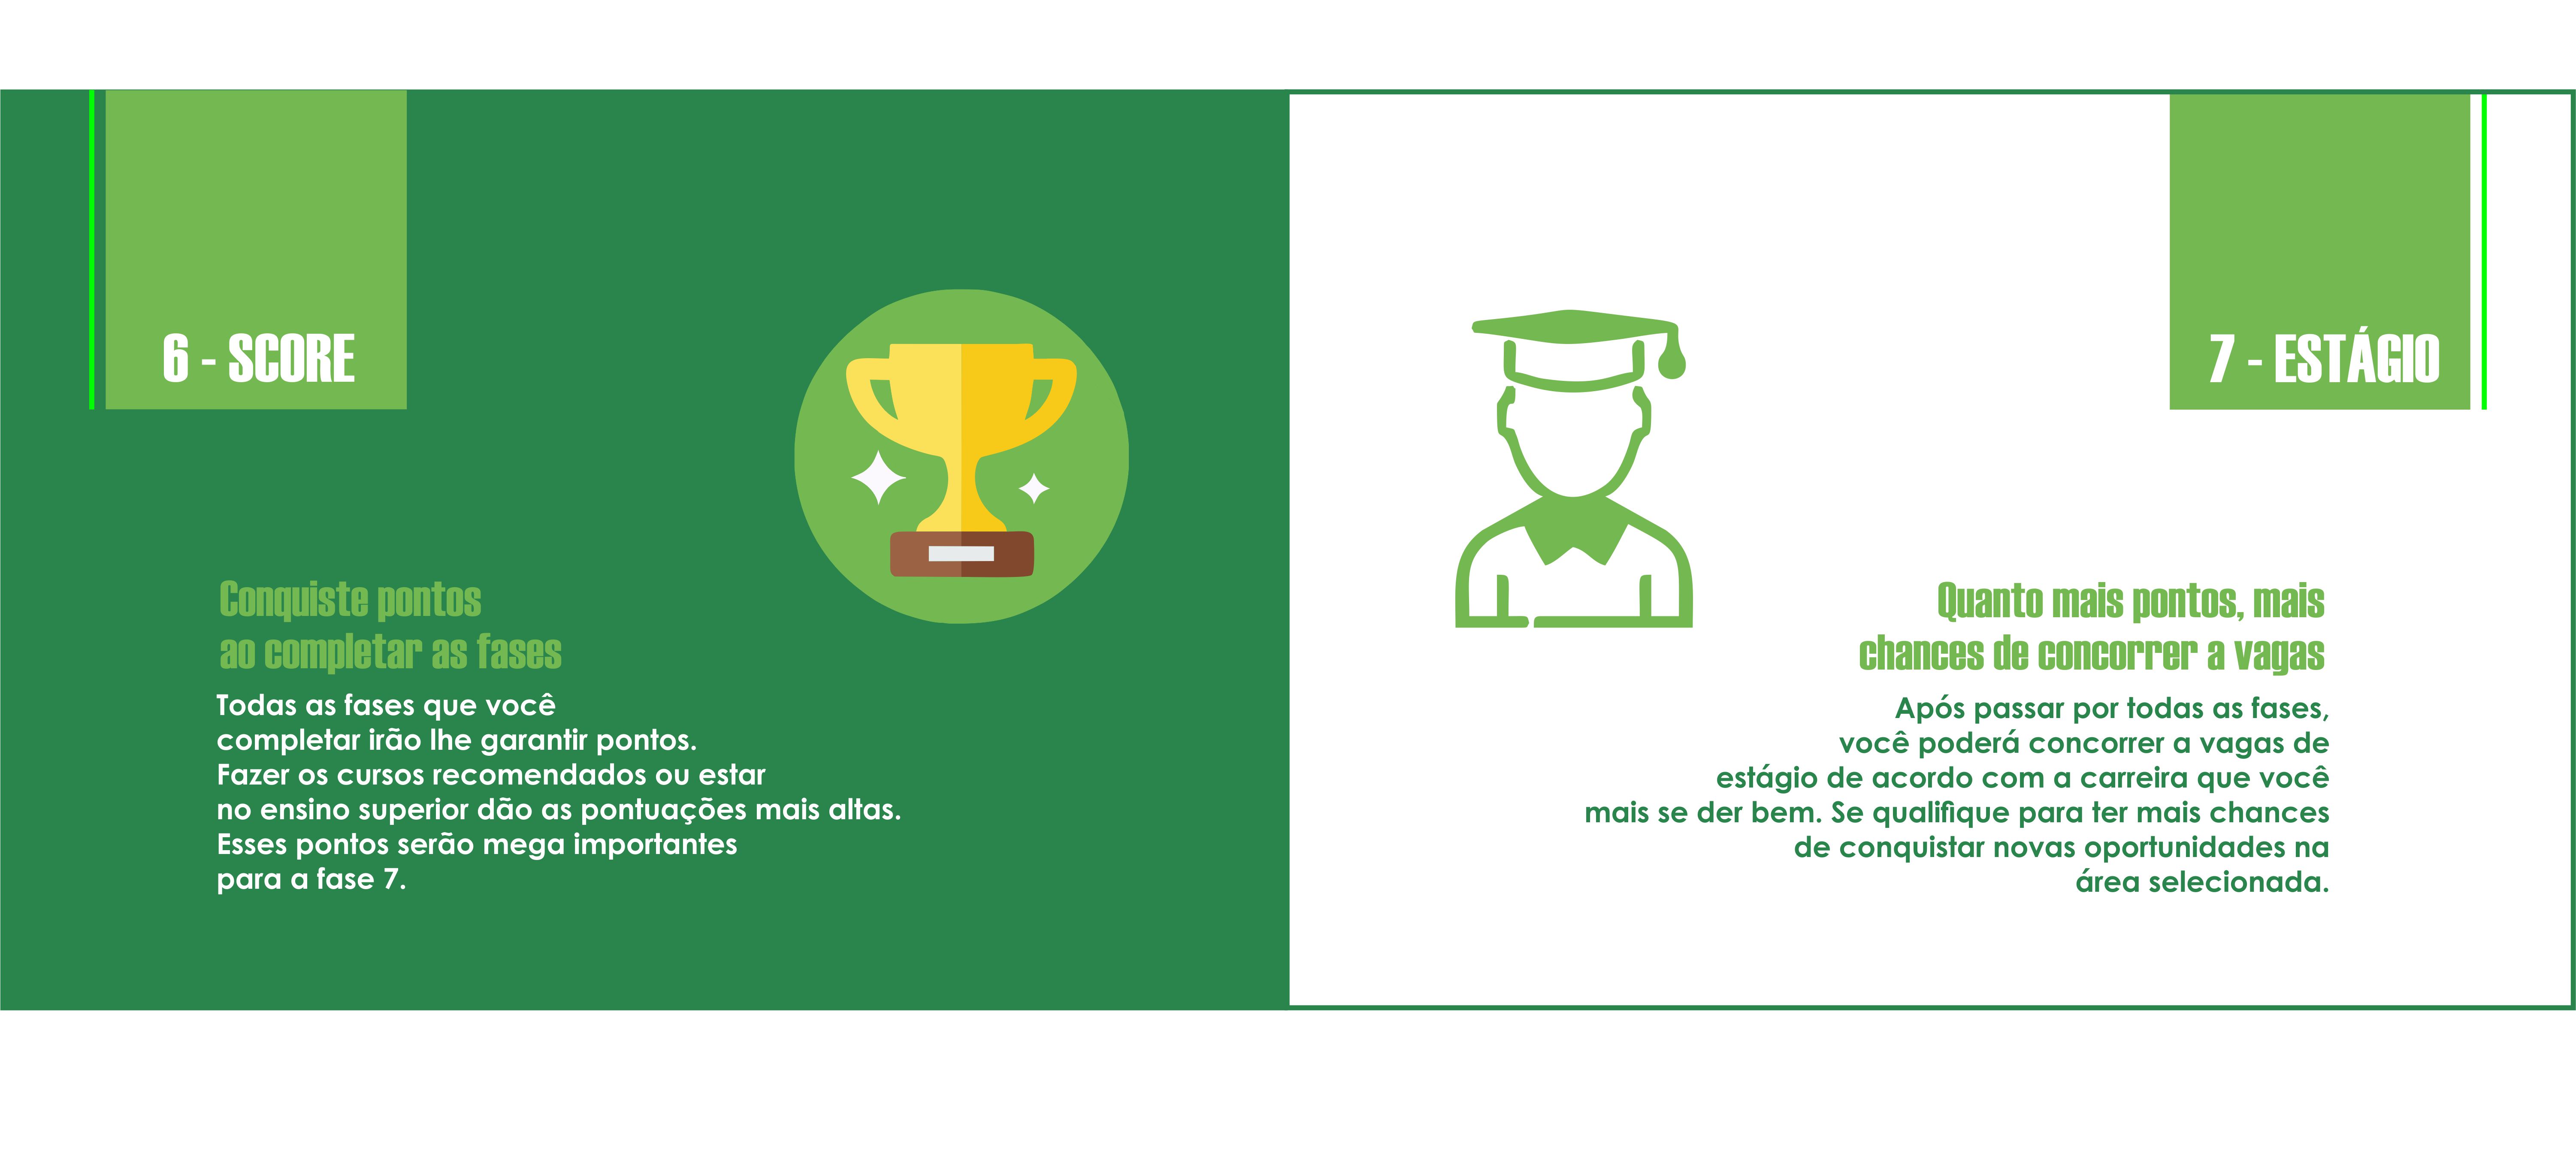 6 - SCORE
Conquiste pontos
ao completar as fases
Todas as fases que você
completar irão lhe garantir pontos.
Fazer os cursos recomendados ou estar
no ensino superior dão as pontuações mais altas.
Esses pontos serão mega importantes
para a fase 7.
7 - ESTÁGIO
Quanto mais pontos, mais
chances de concorrer a vagas
Após passar por todas as fases,
você poderá concorrer a vagas de
estágio de acordo com a carreira que você
mais se der bem. Se qualifique para ter mais chances
de conquistar novas oportunidades na
área selecionada.